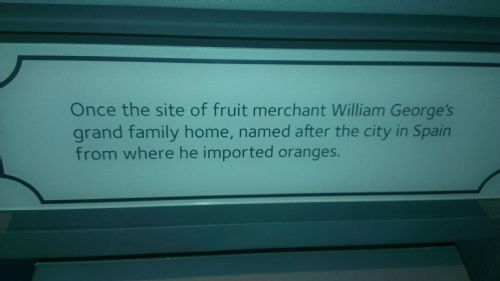 Once the site of fruit merchant William George's
grand family home, named after the city in Spain
from where he imported oranges.